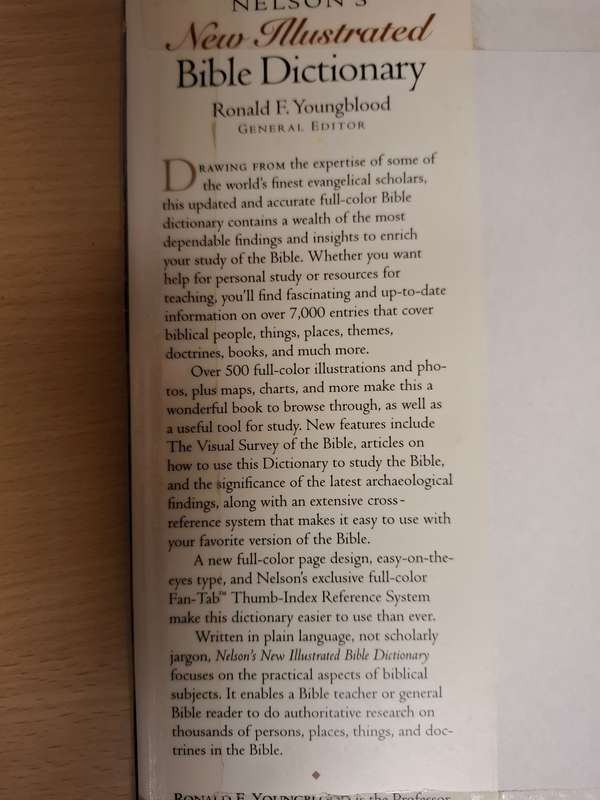 NELSON'S
New Illustrated
Bible Dictionary
Ronald F. Youngblood
GENERAL EDITOR
DRAWING FROM the expertise of some of
the world's finest evangelical scholars,
this updated and accurate full-color Bible
dictionary contains a wealth of the most
dependable findings and insights to enrich
your study of the Bible. Whether you want
help for personal study or resources for
teaching, you'll find fascinating and up-to-date
information on over 7,000 entries that cover
biblical people, things, places, themes,
doctrines, books, and much more.
Over 500 full-color illustrations and pho-
tos, plus maps, charts, and more make this a
wonderful book to browse through, as well as
a useful tool for study. New features include
The Visual Survey of the Bible, articles on
how to use this Dictionary to study the Bible,
and the significance of the latest archaeological
findings, along with an extensive cross-
reference system that makes it easy to use with
your favorite version of the Bible.
A new full-color page design, easy-on-the-
eyes type, and Nelson's exclusive full-color
Fan-Tab™ Thumb-Index Reference System
make this dictionary easier to use than ever.
Written in plain language, not scholarly
jargon, Nelson's New Illustrated Bible Dictionary
focuses on the practical aspects of biblical
subjects. It enables a Bible teacher or general
Bible reader to do authoritative research on
thousands of persons, places, things, and doc-
trines in the Bible.
RONALD F. YOUNGBLOOD is the Professor